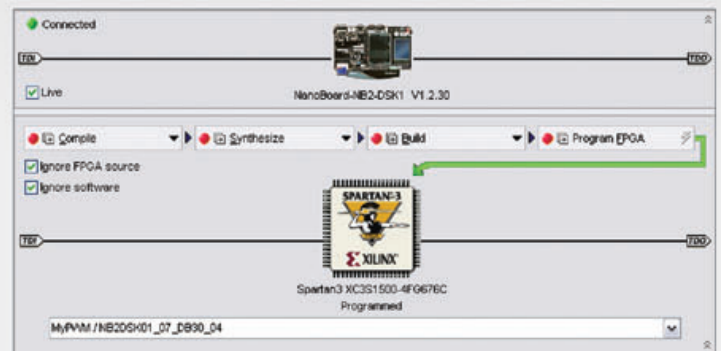 Connected
TDI
TDO
Live
NanoBoard-NB2-DSK1 V1.2.30
Compile
Synthesize
Build
Program FPGA
Ignore FPGA source
Ignore software
SPARTAN-3
XILINX
TDI
TDO
Spartan3 XC3S1500-4FG676C
Programmed
MyPWM / NB2DSK01_07_DB30_04